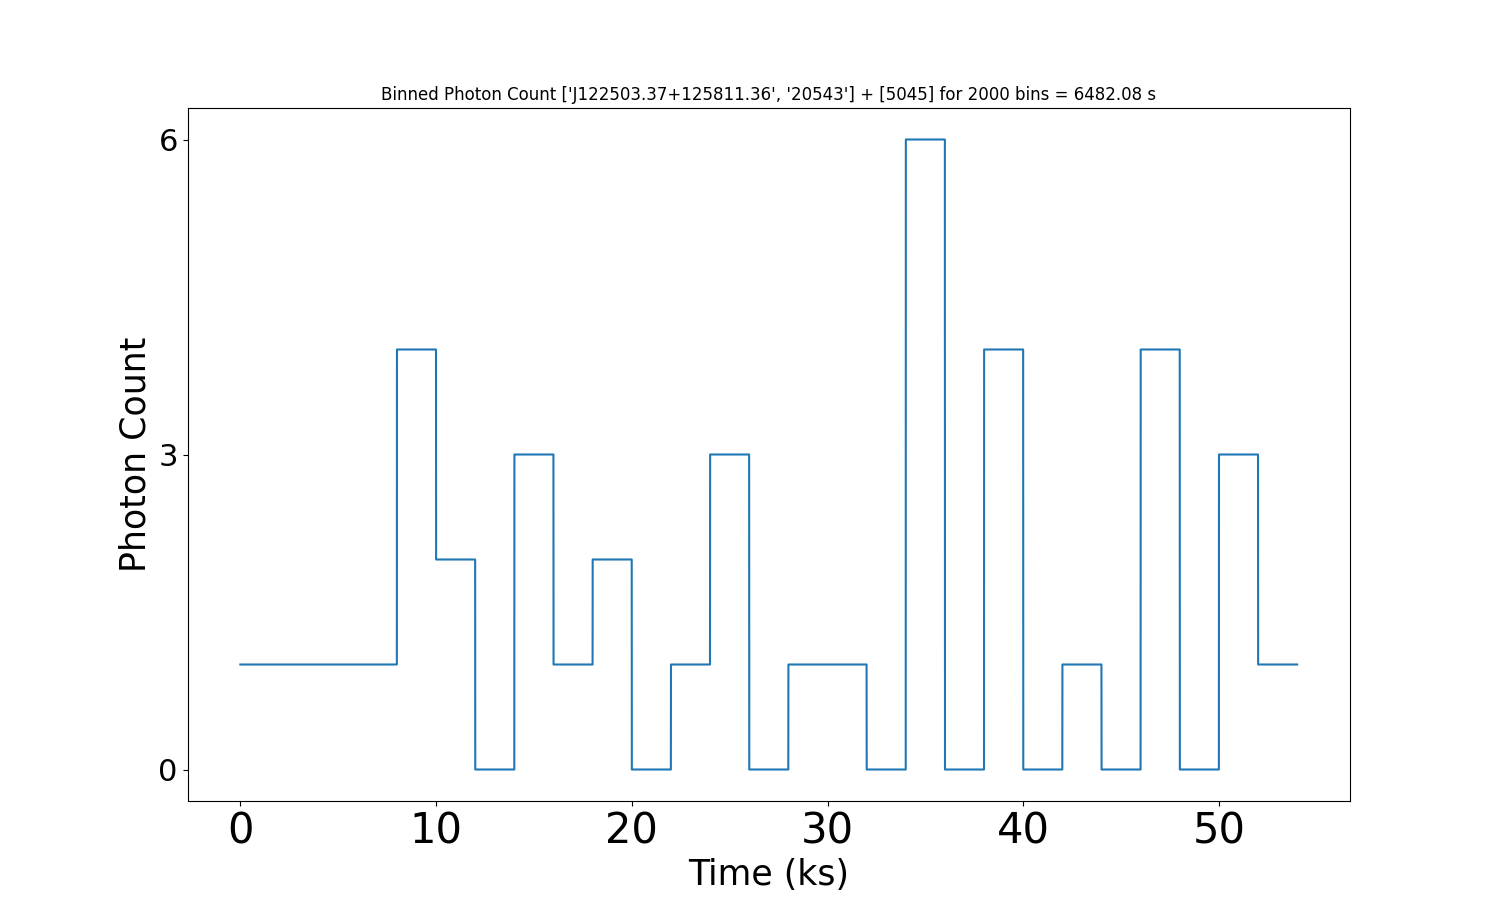 Binned Photon Count ['J122503.37+125811.36', '20543'] + [5045] for 2000 bins = 6482.08 s
6
3
0
Photon Count
0 10 20 30 40 50
Time (ks)